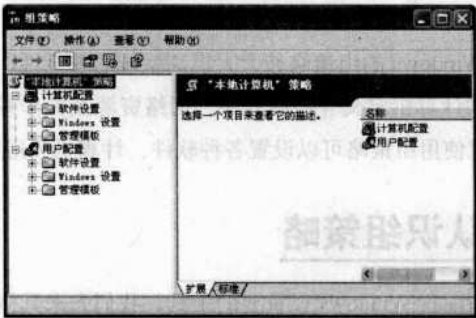 组策略
文件(F) 操作(A) 查看(V) 帮助(H)
"本地计算机" 策略
计算机配置
软件设置
Windows 设置
管理模板
用户配置
软件设置
Windows 设置
管理模板
"本地计算机" 策略
选择一个项目来查看它的描述。
名称
计算机配置
用户配置
扩展 标准